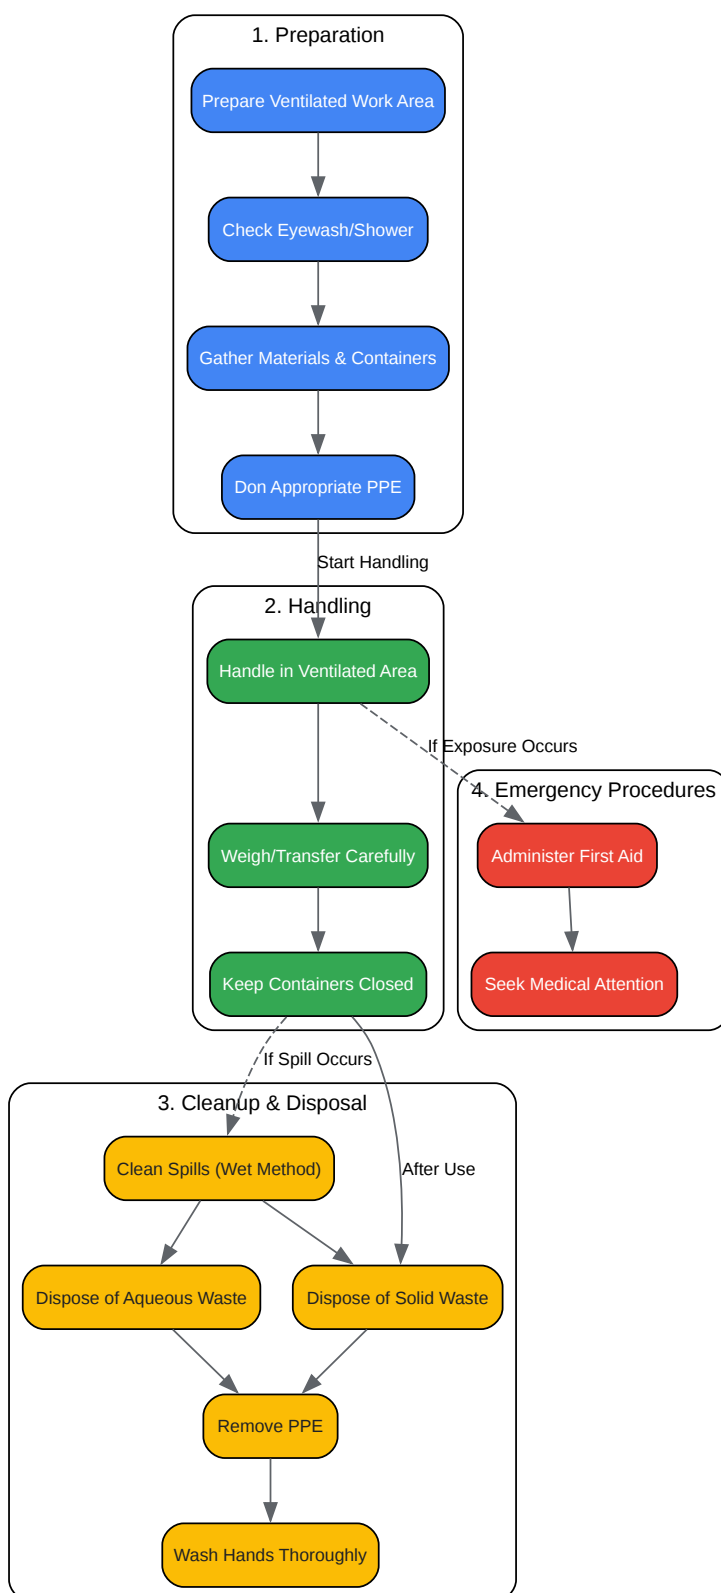 1. Preparation
Prepare Ventilated Work Area
Check Eyewash/Shower
Gather Materials & Containers
Don Appropriate PPE
Start Handling
2. Handling
Handle in Ventilated Area
If Exposure Occurs
4. Emergency Procedures
Weigh/Transfer Carefully
Administer First Aid
Keep Containers Closed
Seek Medical Attention
If Spill Occurs
3. Cleanup & Disposal
Clean Spills (Wet Method)
After Use
Dispose of Aqueous Waste
Dispose of Solid Waste
Remove PPE
Wash Hands Thoroughly